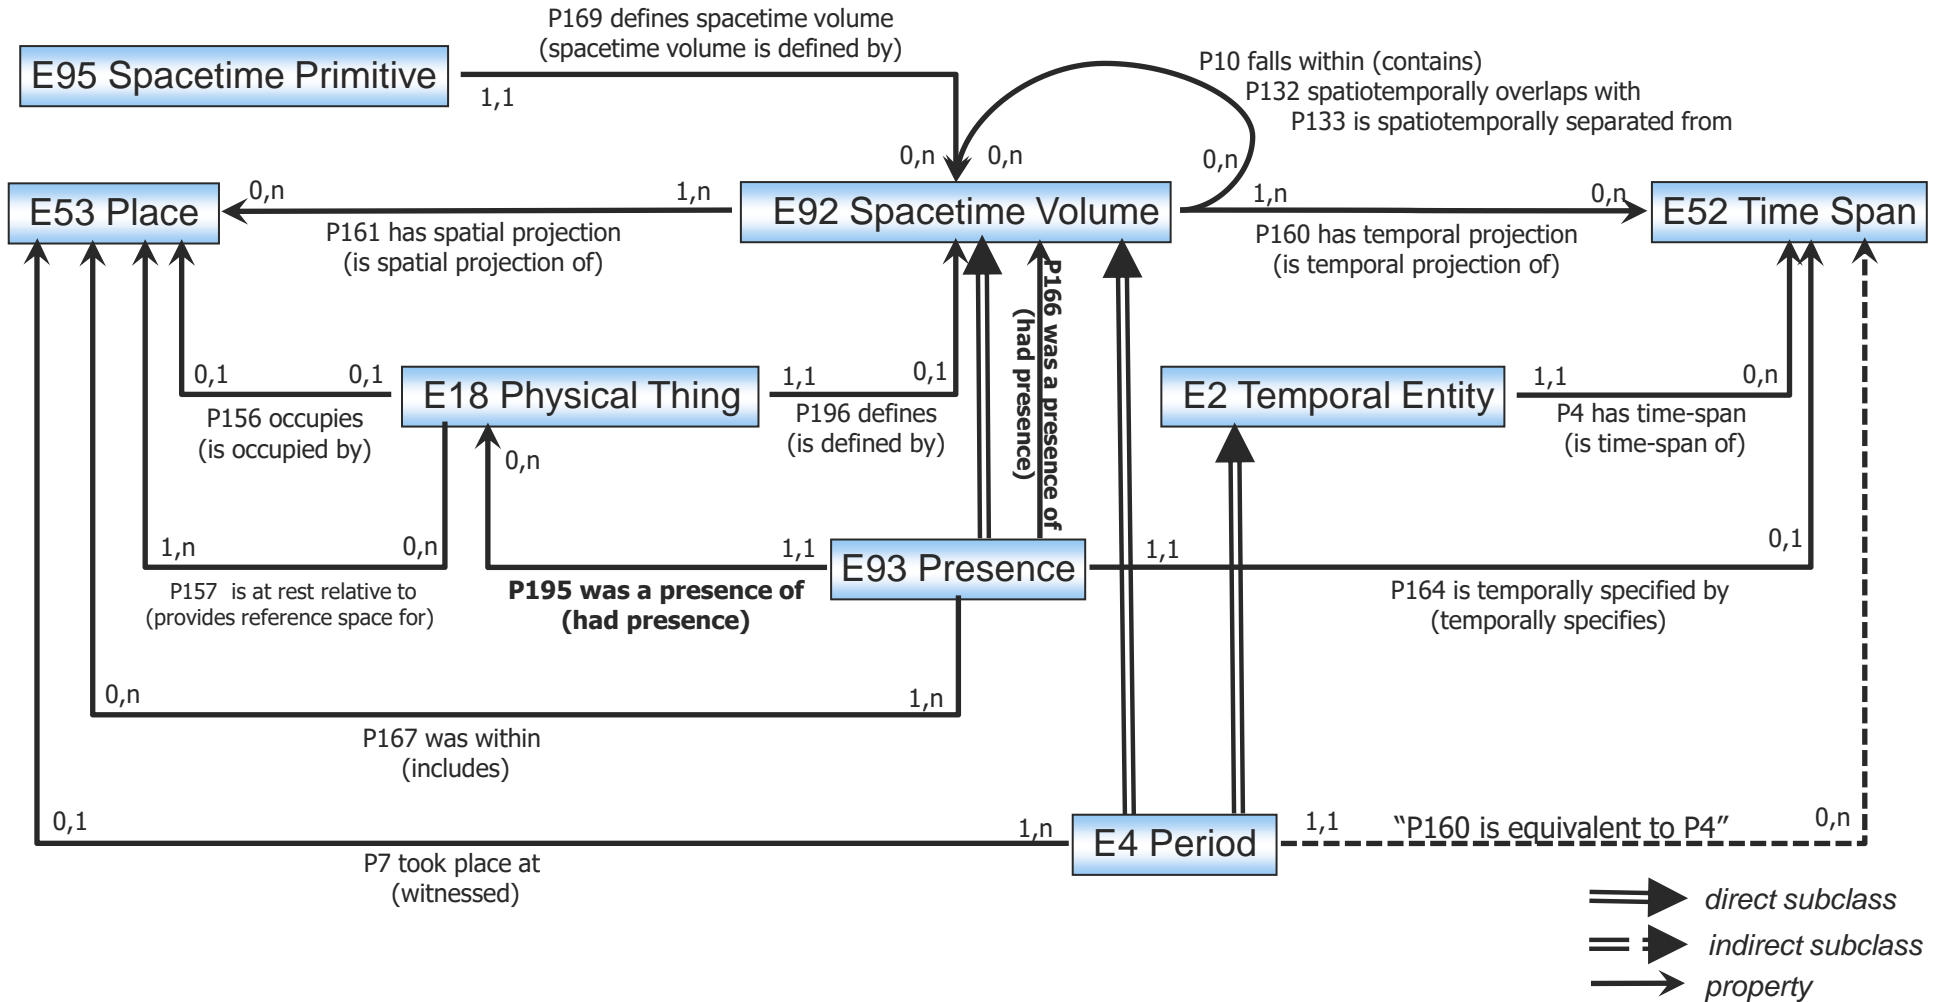 P169 defines spacetime volume
(spacetime volume is defined by)
E95 Spacetime Primitive
1,1
P10 falls within (contains)
P132 spatiotemporally overlaps with
P133 is spatiotemporally separated from
0,n
0,n
0,n
E53 Place
0,n
1,n
E92 Spacetime Volume
1,n
0,n
E52 Time Span
P161 has spatial projection
(is spatial projection of)
P160 has temporal projection
(is temporal projection of)
P166 was a presence of
(had presence)
0,1
0,1
E18 Physical Thing
1,1
0,1
E2 Temporal Entity
1,1
0,n
P156 occupies
(is occupied by)
P196 defines
(is defined by)
P4 has time-span
(is time-span of)
0,n
1,n
0,n
1,1
E93 Presence
1,1
0,1
P157 is at rest relative to
(provides reference space for)
P195 was a presence of
(had presence)
P164 is temporally specified by
(temporally specifies)
0,n
1,n
P167 was within
(includes)
0,1
1,n
E4 Period
1,1
“P160 is equivalent to P4”
0,n
P7 took place at
(witnessed)
direct subclass
indirect subclass
property